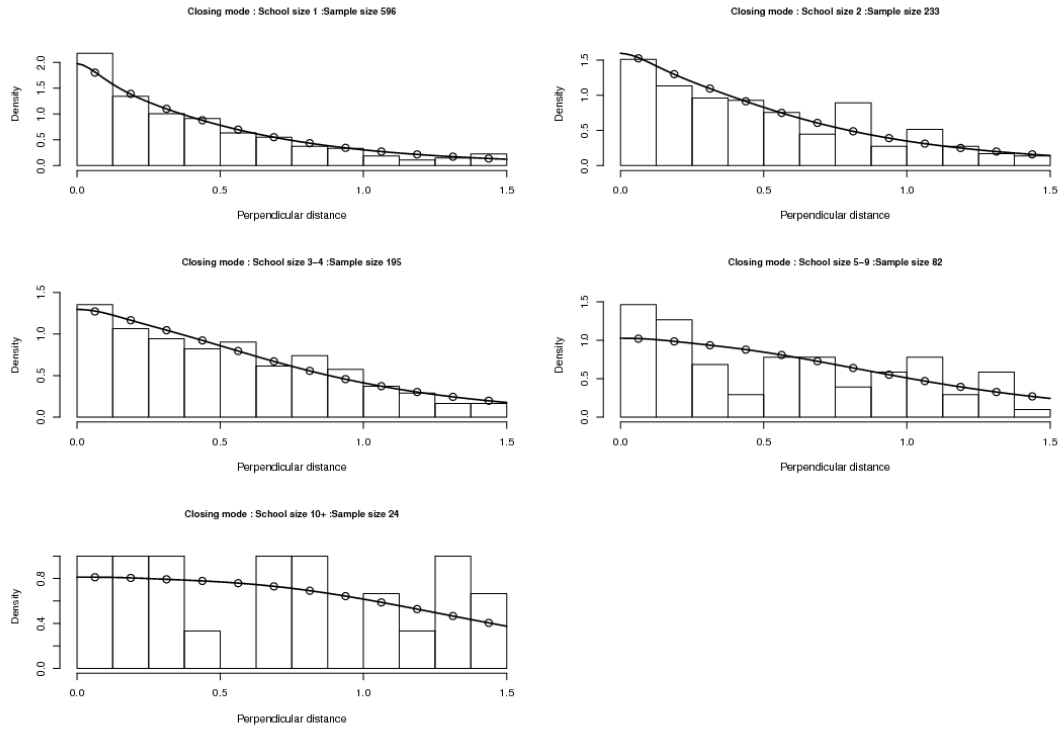 Closing mode : School size 1 :Sample size 596
Density
0.0 0.5 1.0 1.5 2.0
0.0 0.5 1.0 1.5
Perpendicular distance
Closing mode : School size 2 :Sample size 233
Density
0.0 0.5 1.0 1.5
0.0 0.5 1.0 1.5
Perpendicular distance
Closing mode : School size 3−4 :Sample size 195
Density
0.0 0.5 1.0 1.5
0.0 0.5 1.0 1.5
Perpendicular distance
Closing mode : School size 5−9 :Sample size 82
Density
0.0 0.5 1.0 1.5
0.0 0.5 1.0 1.5
Perpendicular distance
Closing mode : School size 10+ :Sample size 24
Density
0.0 0.4 0.8
0.0 0.5 1.0 1.5
Perpendicular distance